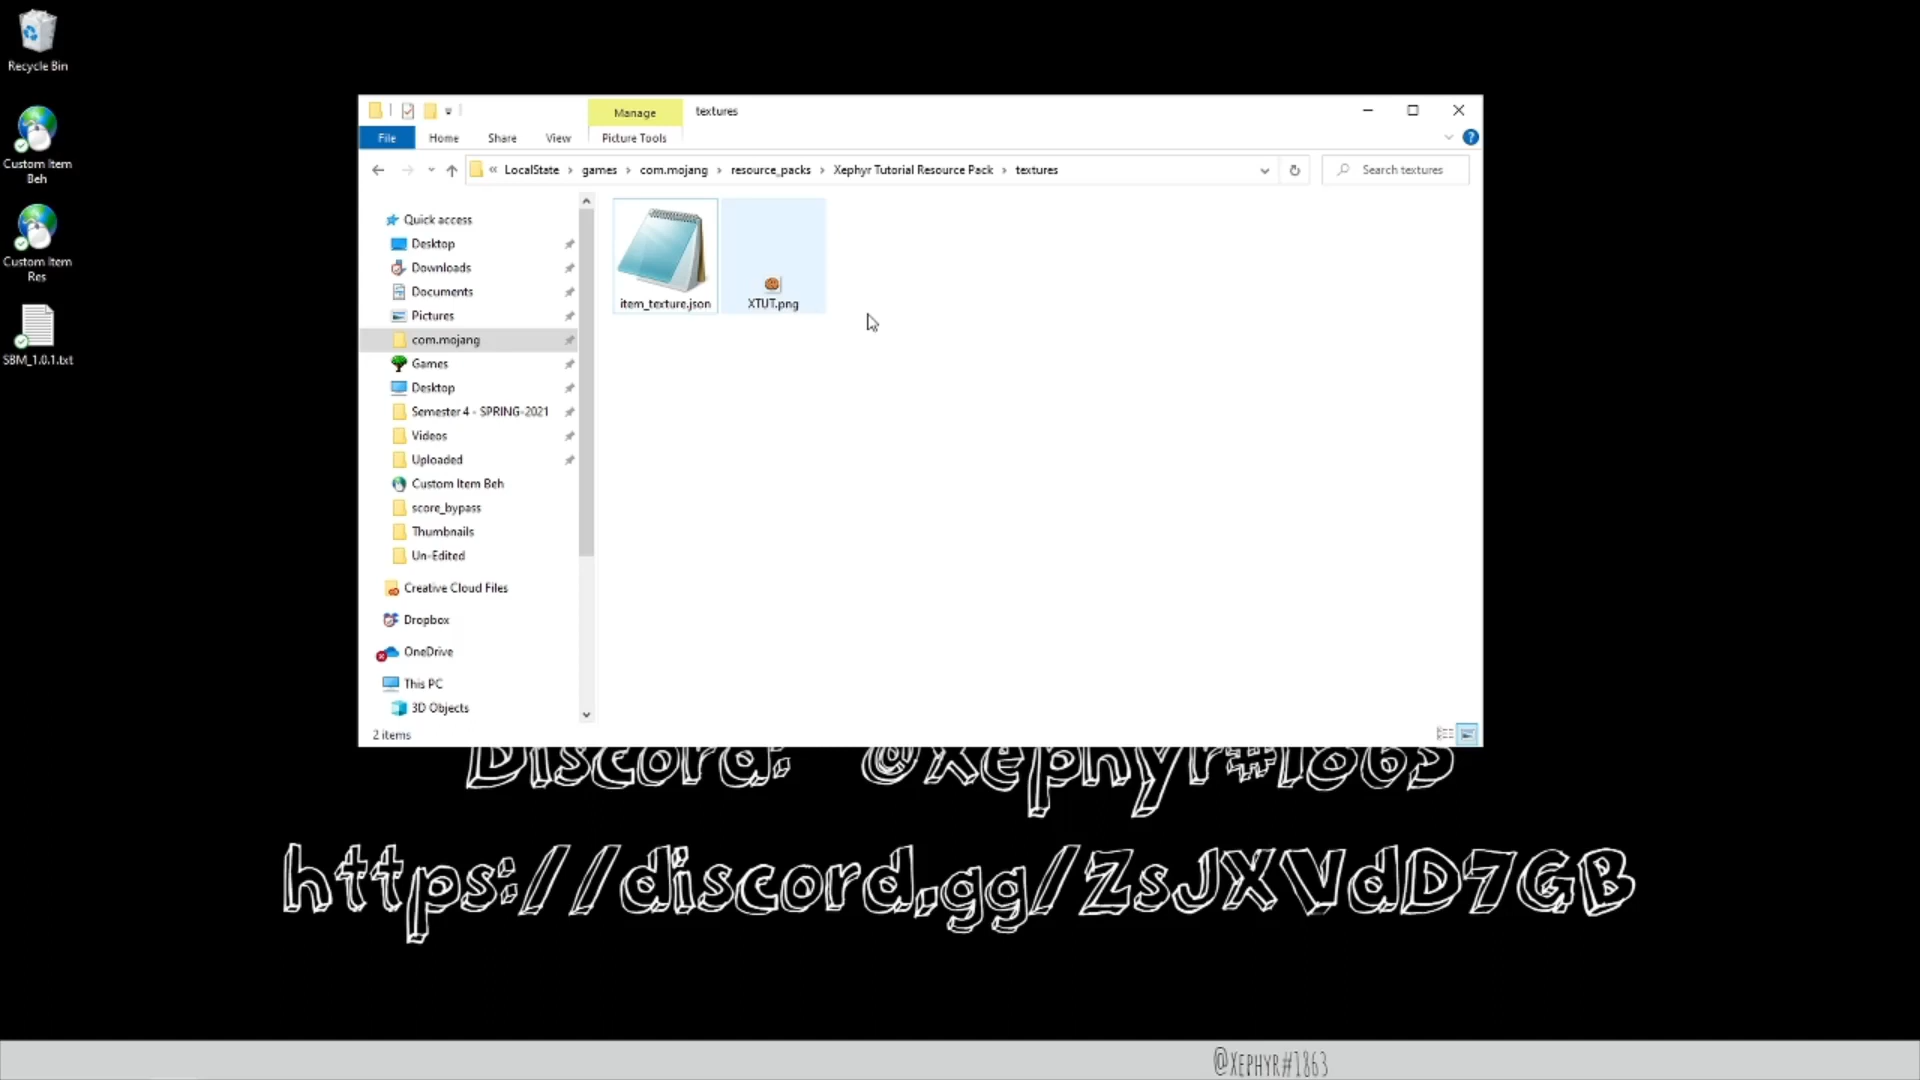 Recycle Bin
Custom Item
Beh
Custom Item
Res
SBM_1.0.1.txt
Manage
textures
File
Home
Share
View
Picture Tools
« LocalState › games › com.mojang › resource_packs › Xephyr Tutorial Resource Pack › textures
Search textures
Quick access
Desktop
Downloads
Documents
Pictures
com.mojang
Games
Desktop
Semester 4 - SPRING-2021
Videos
Uploaded
Custom Item Beh
score_bypass
Thumbnails
Un-Edited
Creative Cloud Files
Dropbox
OneDrive
This PC
3D Objects
item_texture.json
XTUT.png
2 items
Discord: @Xephyr#1863
https://discord.gg/ZsJXVdD7GB
@XEPHYR#1863